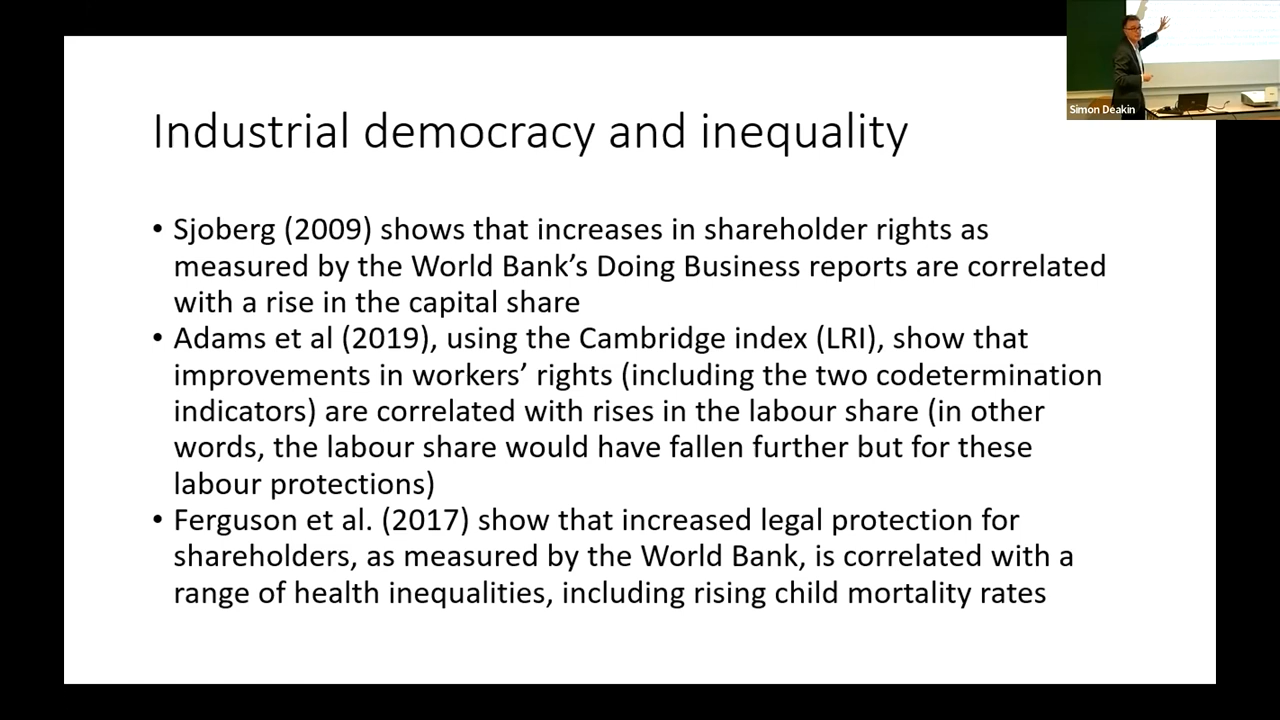 Simon Deakin
Industrial democracy and inequality
• Sjoberg (2009) shows that increases in shareholder rights as
measured by the World Bank’s Doing Business reports are correlated
with a rise in the capital share
• Adams et al (2019), using the Cambridge index (LRI), show that
improvements in workers’ rights (including the two codetermination
indicators) are correlated with rises in the labour share (in other
words, the labour share would have fallen further but for these
labour protections)
• Ferguson et al. (2017) show that increased legal protection for
shareholders, as measured by the World Bank, is correlated with a
range of health inequalities, including rising child mortality rates